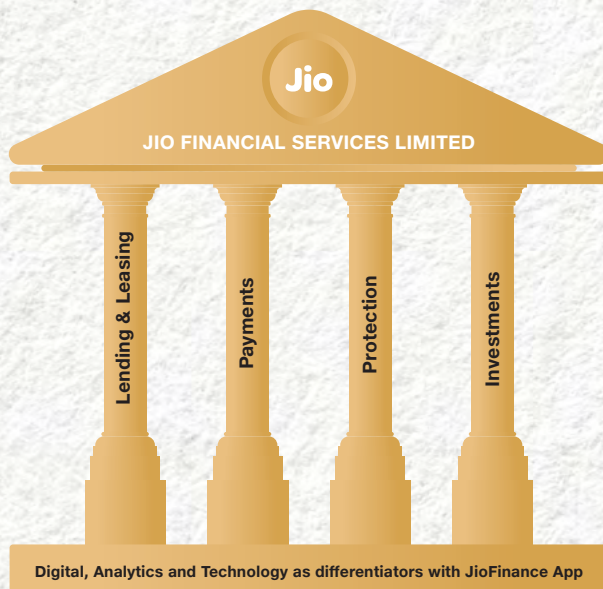 Jio
JIO FINANCIAL SERVICES LIMITED
Lending & Leasing
Payments
Protection
Investments
Digital, Analytics and Technology as differentiators with JioFinance App